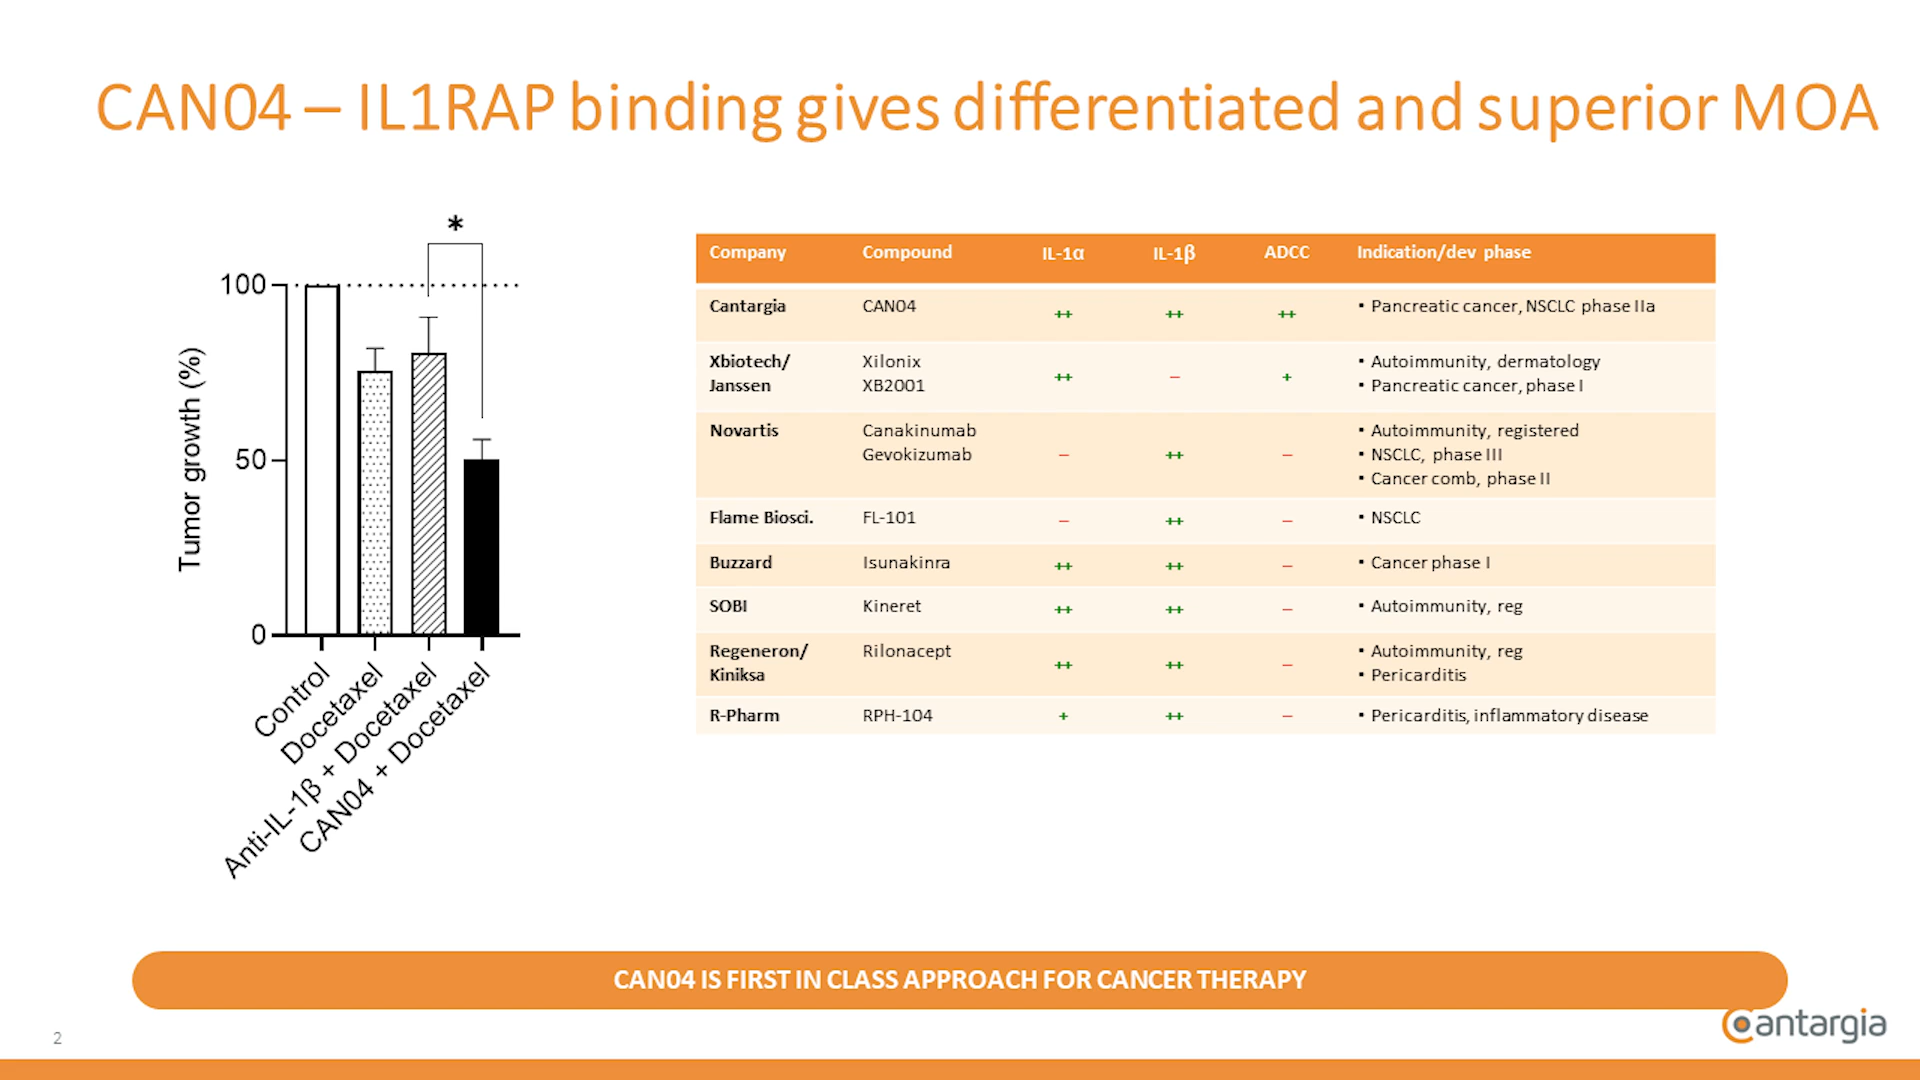 CAN04 – IL1RAP binding gives differentiated and superior MOA
*
100
50
0
Tumor growth (%)
Control
Docetaxel
Anti-IL-1β + Docetaxel
CAN04 + Docetaxel
Company Compound IL-1α IL-1β ADCC Indication/dev phase
Cantargia CAN04 ++ ++ ++ ▪ Pancreatic cancer, NSCLC phase IIa
Xbiotech/ Xilonix ▪ Autoimmunity, dermatology
++ – +
Janssen XB2001 ▪ Pancreatic cancer, phase I
Novartis Canakinumab ▪ Autoimmunity, registered
Gevokizumab – ++ – ▪ NSCLC, phase III
▪ Cancer comb, phase II
Flame Biosci. FL-101 – ++ – ▪ NSCLC
Buzzard Isunakinra ++ ++ – ▪ Cancer phase I
SOBI Kineret ++ ++ – ▪ Autoimmunity, reg
Regeneron/ Rilonacept ▪ Autoimmunity, reg
++ ++ –
Kiniksa ▪ Pericarditis
R-Pharm RPH-104 + ++ – ▪ Pericarditis, inflammatory disease
CAN04 IS FIRST IN CLASS APPROACH FOR CANCER THERAPY
cantargia
2